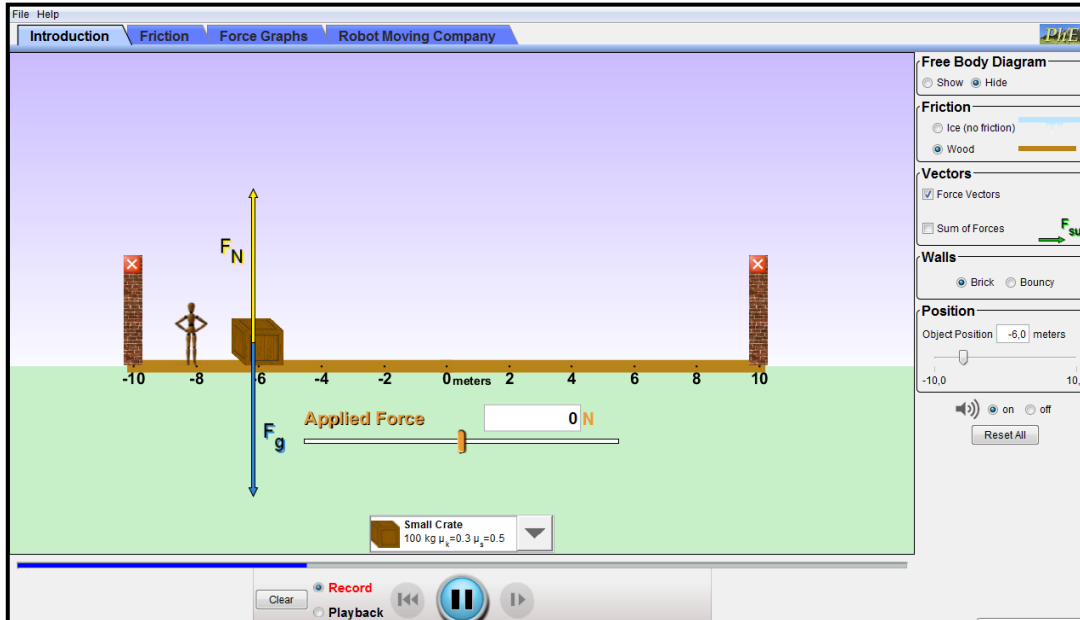 File Help
Introduction Friction Force Graphs Robot Moving Company
PhE
Free Body Diagram
Show Hide
Friction
Ice (no friction)
Wood
Vectors
Force Vectors
Sum of Forces
F su
Walls
Brick Bouncy
Position
Object Position -6,0 meters
-10,0 10,
on off
Reset All
F N
-10 -8 -6 -4 -2 0 meters 2 4 6 8 10
Applied Force 0 N
F g
Small Crate
100 kg μk=0.3 μs=0.5
Clear
Record
Playback